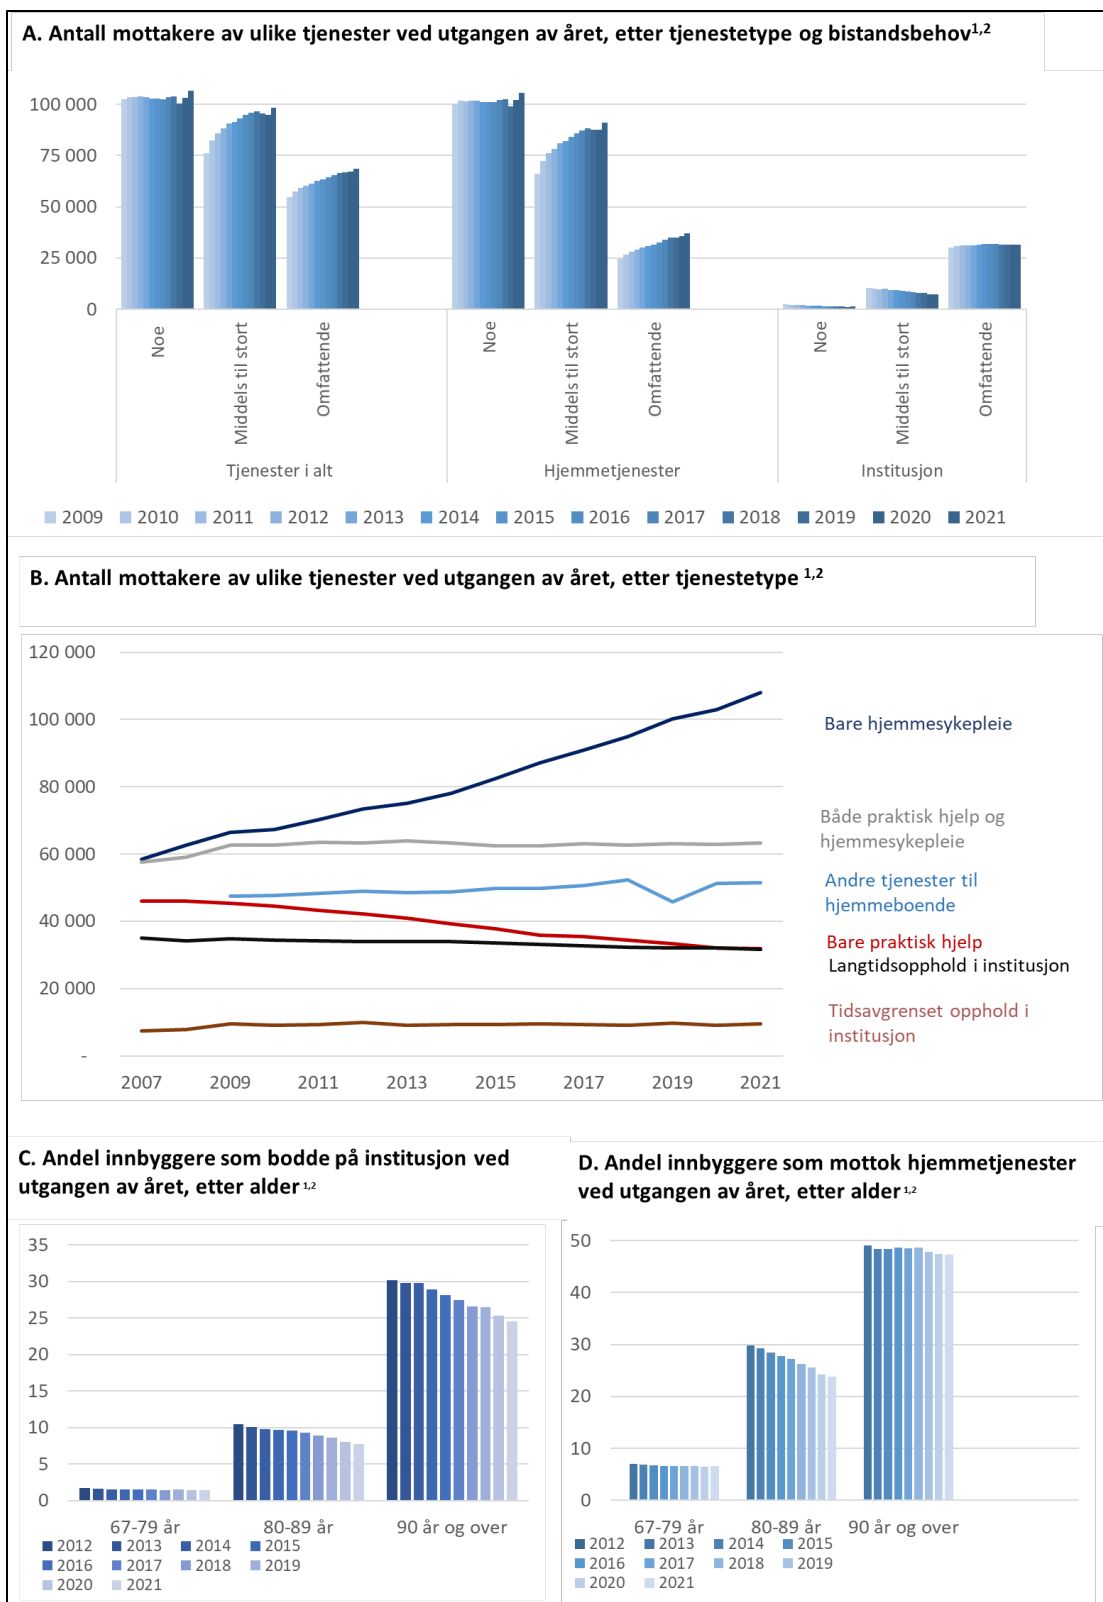 A. Antall mottakere av ulike tjenester ved utgangen av året, etter tjenestetype og bistandsbehov1,2
100 000
75 000
50 000
25 000
0
Noe
Middels til stort
Omfattende
Noe
Middels til stort
Omfattende
Noe
Middels til stort
Omfattende
Tjenester i alt
Hjemmetjenester
Institusjon
2009 2010 2011 2012 2013 2014 2015 2016 2017 2018 2019 2020 2021
B. Antall mottakere av ulike tjenester ved utgangen av året, etter tjenestetype 1,2
120 000
100 000
80 000
60 000
40 000
20 000
-
2007 2009 2011 2013 2015 2017 2019 2021
Bare hjemmesykepleie
Både praktisk hjelp og
hjemmesykepleie
Andre tjenester til
hjemmeboende
Bare praktisk hjelp
Langtidsopphold i institusjon
Tidsavgrenset opphold i
institusjon
C. Andel innbyggere som bodde på institusjon ved
utgangen av året, etter alder 1,2
35
30
25
20
15
10
5
0
67-79 år 80-89 år 90 år og over
2012 2013 2014 2015
2016 2017 2018 2019
2020 2021
D. Andel innbyggere som mottok hjemmetjenester
ved utgangen av året, etter alder 1,2
50
40
30
20
10
0
67-79 år 80-89 år 90 år og over
2012 2013 2014 2015
2016 2017 2018 2019
2020 2021